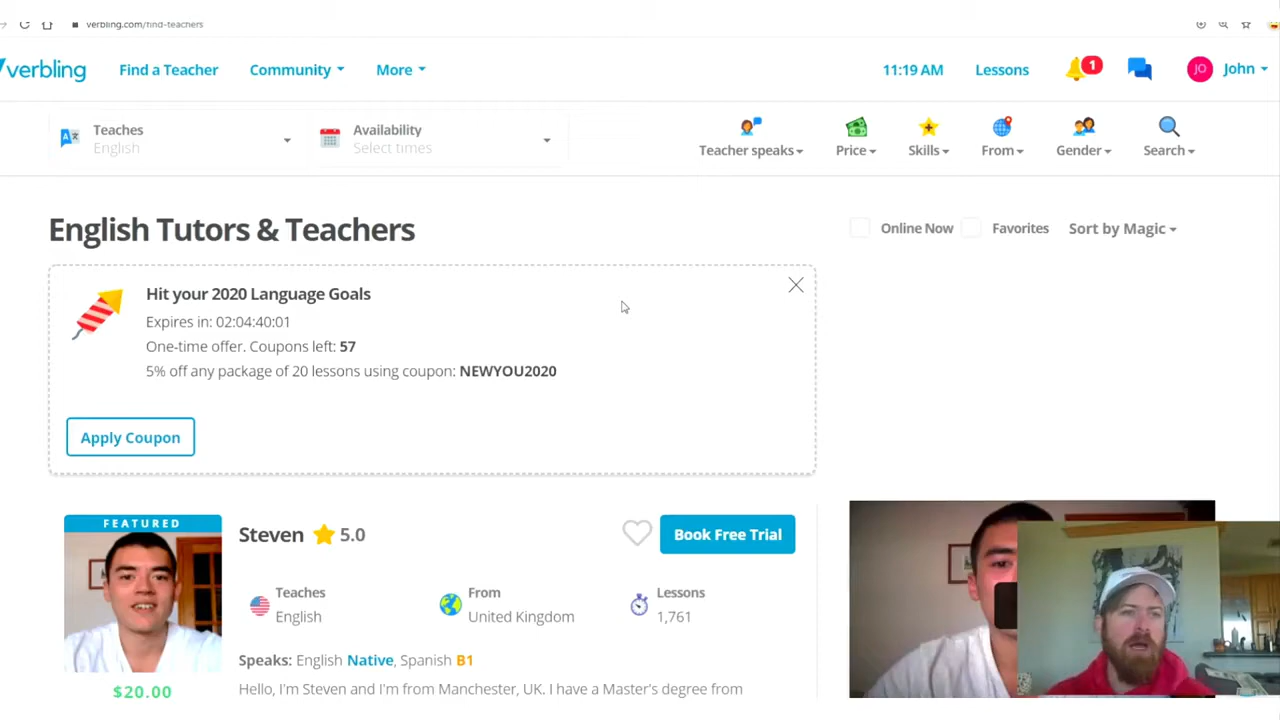 verbling.com/find-teachers
verbling
Find a Teacher
Community
More
11:19 AM
Lessons
1
JO
John
Teaches
English
Availability
Select times
Teacher speaks
Price
Skills
From
Gender
Search
English Tutors & Teachers
Online Now
Favorites
Sort by Magic
Hit your 2020 Language Goals
Expires in: 02:04:40:01
One-time offer. Coupons left: 57
5% off any package of 20 lessons using coupon: NEWYOU2020
Apply Coupon
FEATURED
Steven 5.0
Book Free Trial
Teaches
English
From
United Kingdom
Lessons
1,761
Speaks: English Native, Spanish B1
$20.00
Hello, I'm Steven and I'm from Manchester, UK. I have a Master's degree from